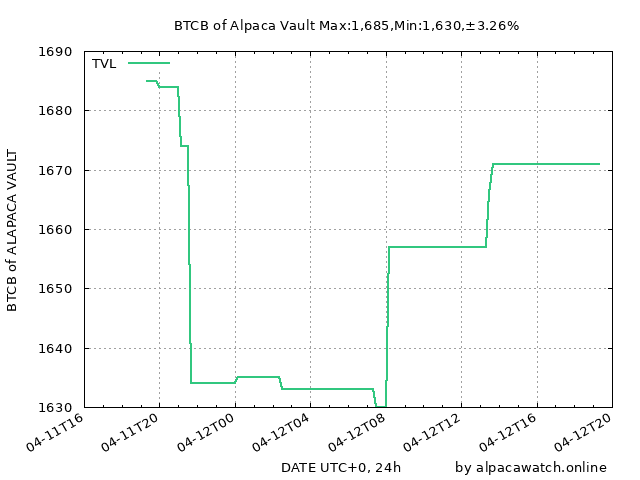 BTCB of Alpaca Vault Max:1,685,Min:1,630,±3.26%
TVL
BTCB of ALAPACA VAULT
1690
1680
1670
1660
1650
1640
1630
04-11T16
04-11T20
04-12T00
04-12T04
04-12T08
04-12T12
04-12T16
04-12T20
DATE UTC+0, 24h
by alpacawatch.online